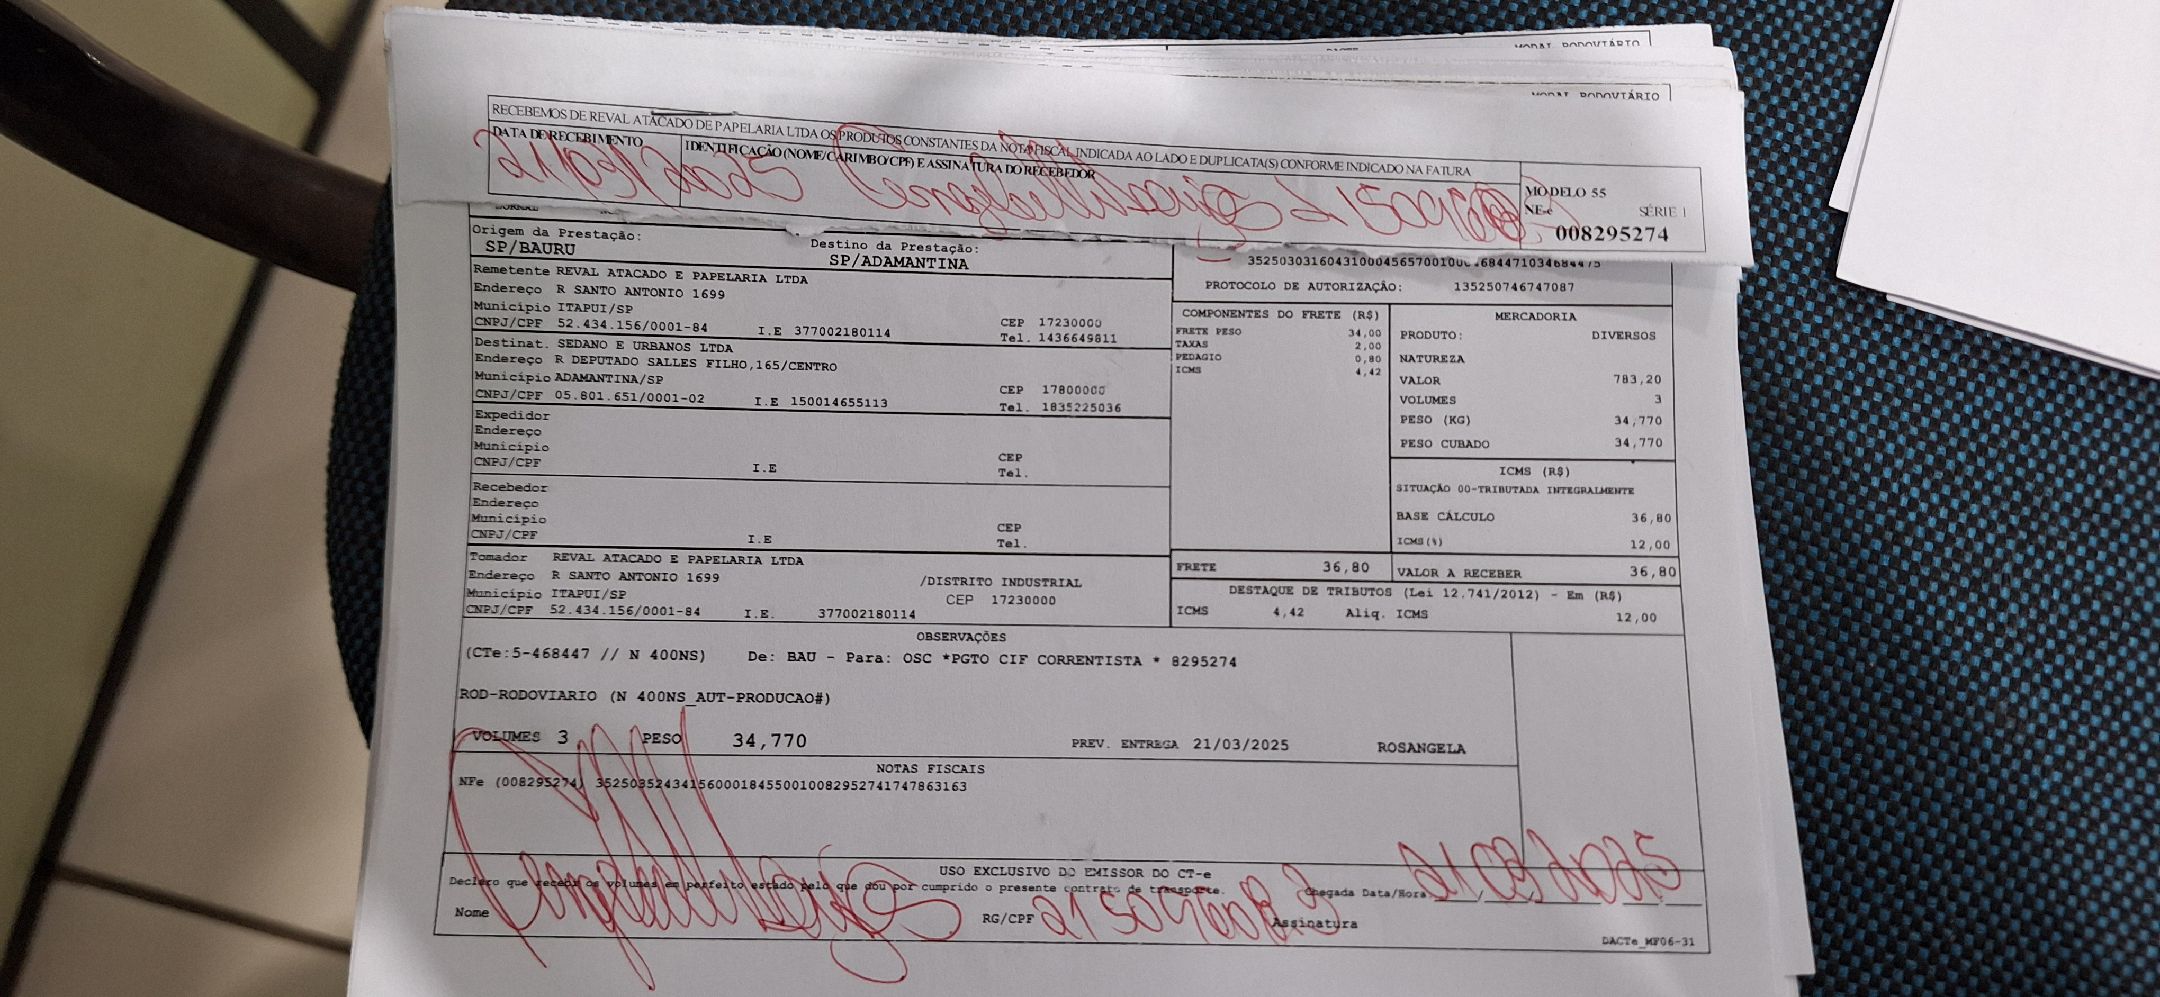 MODAL RODOVIÁRIO
MODAL RODOVIÁRIO
RECEBEMOS DE REVAL ATACADO DE PAPELARIA LTDA OS PRODUTOS CONSTANTES DA NOTA FISCAL INDICADA AO LADO E DUPLICATA(S) CONFORME INDICADO NA FATURA
DATA DE RECEBIMENTO
IDENTIFICAÇÃO (NOME/CARIMBO/CPF) E ASSINATURA DO RECEBEDOR
21/03/2025
MODELO 55
NF-e SÉRIE 1
008295274
Origem da Prestação:
SP/BAURU
Destino da Prestação:
SP/ADAMANTINA
PROTOCOLO DE AUTORIZAÇÃO: 135250746747087
Remetente REVAL ATACADO E PAPELARIA LTDA
Endereço R SANTO ANTONIO 1699
Município ITAPUI/SP CEP 17230000
CNPJ/CPF 52.434.156/0001-84 I.E 377002180114 Tel. 1436649811
Destinat. SEDANO E URBANOS LTDA
Endereço R DEPUTADO SALLES FILHO,165/CENTRO
Município ADAMANTINA/SP CEP 17800000
CNPJ/CPF 05.801.651/0001-02 I.E 150014655113 Tel. 1835225036
Expedidor
Endereço
Município CEP
CNPJ/CPF I.E Tel.
Recebedor
Endereço
Município CEP
CNPJ/CPF I.E Tel.
Tomador REVAL ATACADO E PAPELARIA LTDA
Endereço R SANTO ANTONIO 1699 /DISTRITO INDUSTRIAL
Município ITAPUI/SP CEP 17230000
CNPJ/CPF 52.434.156/0001-84 I.E. 377002180114
COMPONENTES DO FRETE (R$)
FRETE PESO 34,00
TAXAS 2,00
PEDAGIO 0,80
ICMS 4,42
MERCADORIA
PRODUTO: DIVERSOS
NATUREZA
VALOR 783,20
VOLUMES 3
PESO (KG) 34,770
PESO CUBADO 34,770
ICMS (R$)
SITUAÇÃO 00-TRIBUTADA INTEGRALMENTE
BASE CÁLCULO 36,80
ICMS(%) 12,00
FRETE 36,80
VALOR A RECEBER 36,80
DESTAQUE DE TRIBUTOS (Lei 12.741/2012) - Em (R$)
ICMS 4,42 Aliq. ICMS 12,00
OBSERVAÇÕES
(CTe:5-468447 // N 400NS) De: BAU - Para: OSC *PGTO CIF CORRENTISTA * 8295274
ROD-RODOVIARIO (N 400NS_AUT-PRODUCAO#)
VOLUMES 3 PESO 34,770 PREV. ENTREGA 21/03/2025 ROSANGELA
NOTAS FISCAIS
NFe (008295274) 35250352434156000184550010082952741747863163
USO EXCLUSIVO DO EMISSOR DO CT-e
Declaro que recebi os volumes em perfeito estado pelo que dou por cumprido o presente contrato de transporte.
Chegada Data/Hora 21 03 2025
Nome RG/CPF Assinatura
DACTe_MF06-31